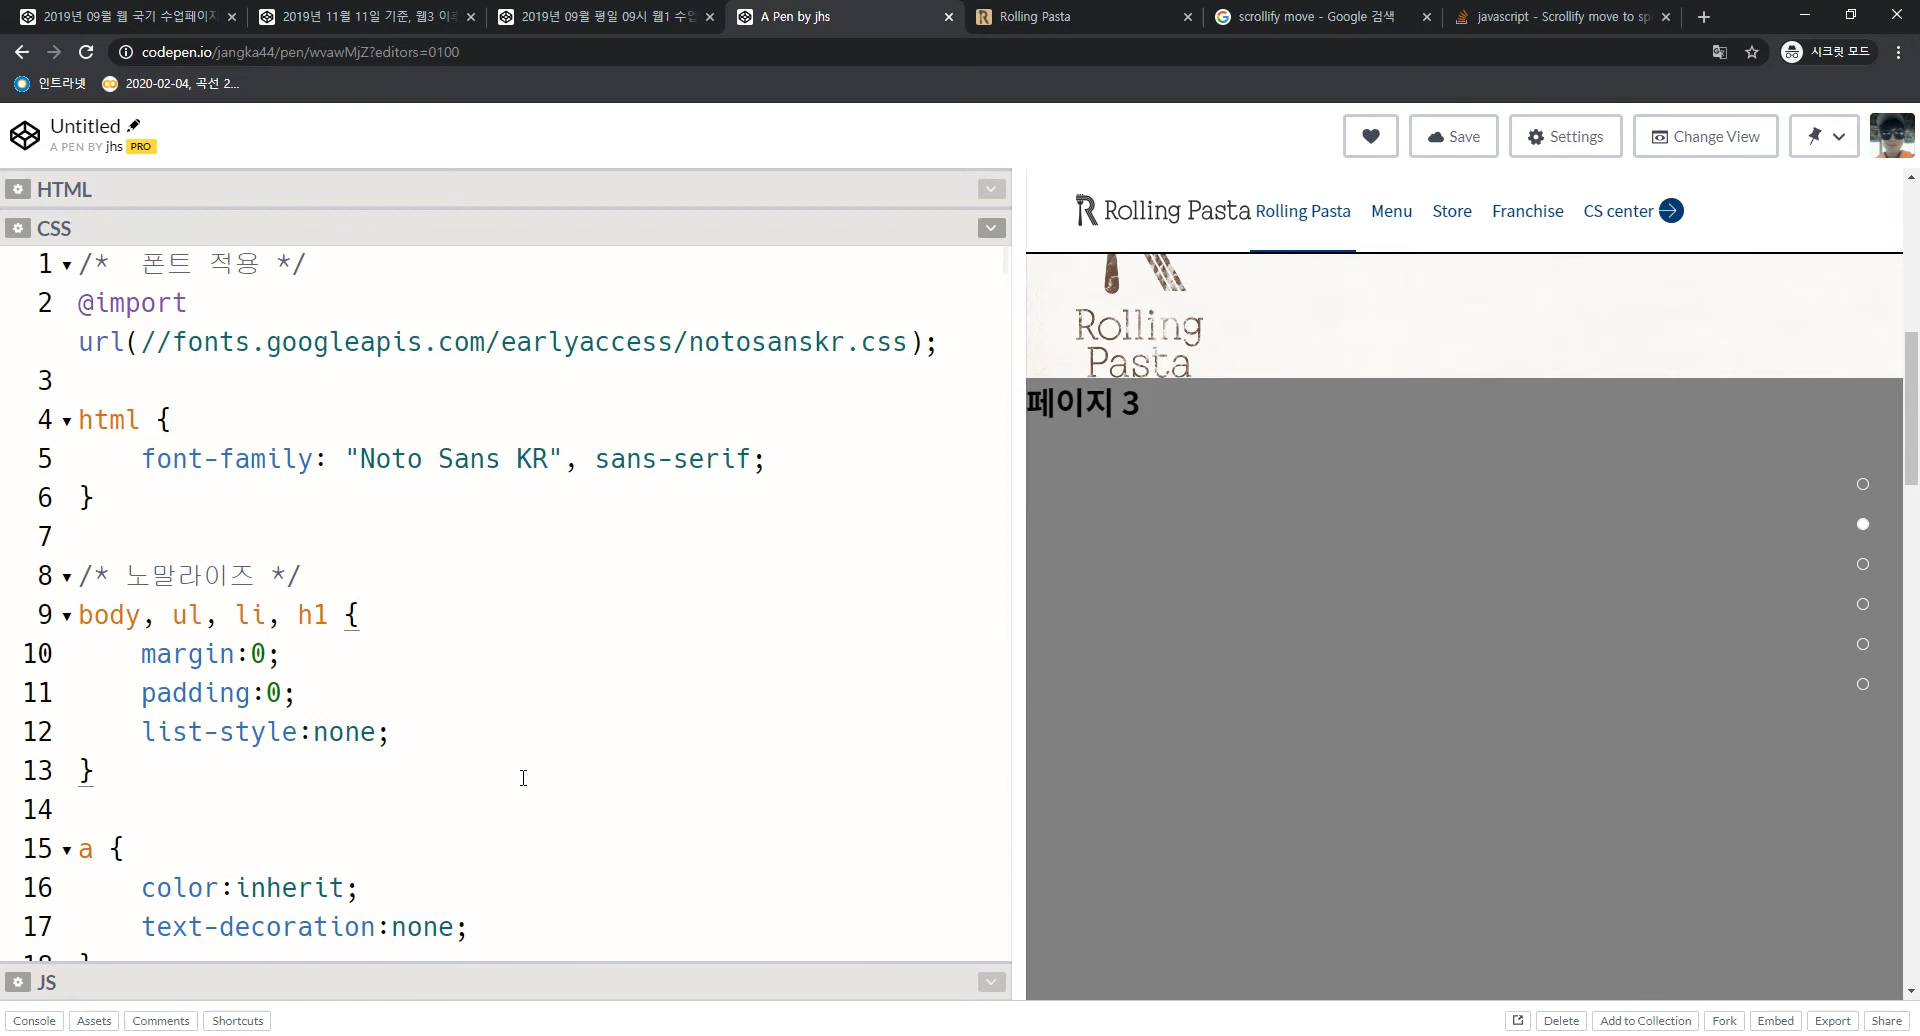 2019년 09월 웹 국기 수업페이지
2019년 11월 11일 기준, 웹3 이후
2019년 09월 평일 09시 웹1 수업
A Pen by jhs
Rolling Pasta
scrollify move - Google 검색
javascript - Scrollify move to sp
codepen.io/jangka44/pen/wvawMjZ?editors=0100
시크릿 모드
인트라넷
2020-02-04, 곡선 2...
Untitled
A PEN BY jhs PRO
Save
Settings
Change View
HTML
CSS
1 /*  폰트 적용 */
2 @import
url(//fonts.googleapis.com/earlyaccess/notosanskr.css);
3
4 html {
5 font-family: "Noto Sans KR", sans-serif;
6 }
7
8 /* 노말라이즈 */
9 body, ul, li, h1 {
10 margin:0;
11 padding:0;
12 list-style:none;
13 }
14
15 a {
16 color:inherit;
17 text-decoration:none;
18 }
JS
Rolling Pasta
Rolling Pasta Menu Store Franchise CS center
Rolling
Pasta
페이지 3
Console Assets Comments Shortcuts
Delete Add to Collection Fork Embed Export Share